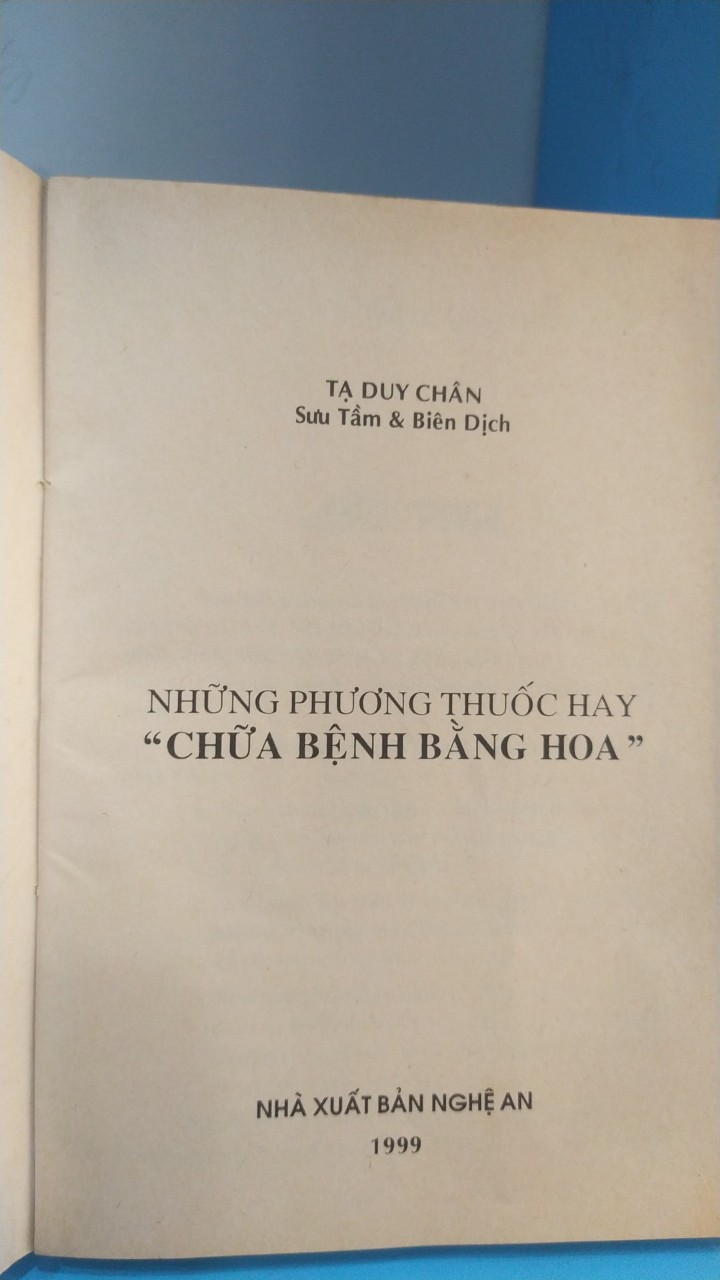 TẠ DUY CHÂN
Sưu Tầm & Biên Dịch
NHỮNG PHƯƠNG THUỐC HAY
“CHỮA BỆNH BẰNG HOA”
NHÀ XUẤT BẢN NGHỆ AN
1999